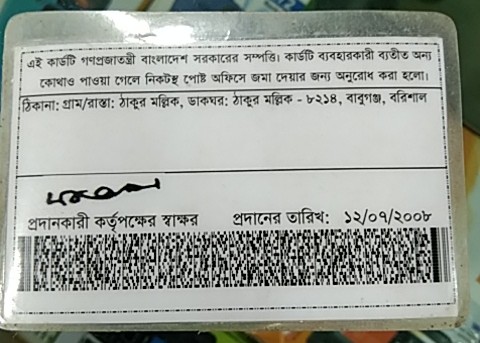 এই কার্ডটি গণপ্রজাতন্ত্রী বাংলাদেশ সরকারের সম্পত্তি। কার্ডটি ব্যবহারকারী ব্যতীত অন্য
কোথাও পাওয়া গেলে নিকটস্থ পোষ্ট অফিসে জমা দেয়ার জন্য অনুরোধ করা হলো।
ঠিকানা: গ্রাম/রাস্তা: ঠাকুর মল্লিক, ডাকঘর: ঠাকুর মল্লিক - ৮২১৪, বাবুগঞ্জ, বরিশাল
প্রদানকারী কর্তৃপক্ষের স্বাক্ষর প্রদানের তারিখ: ১২/০৭/২০০৮